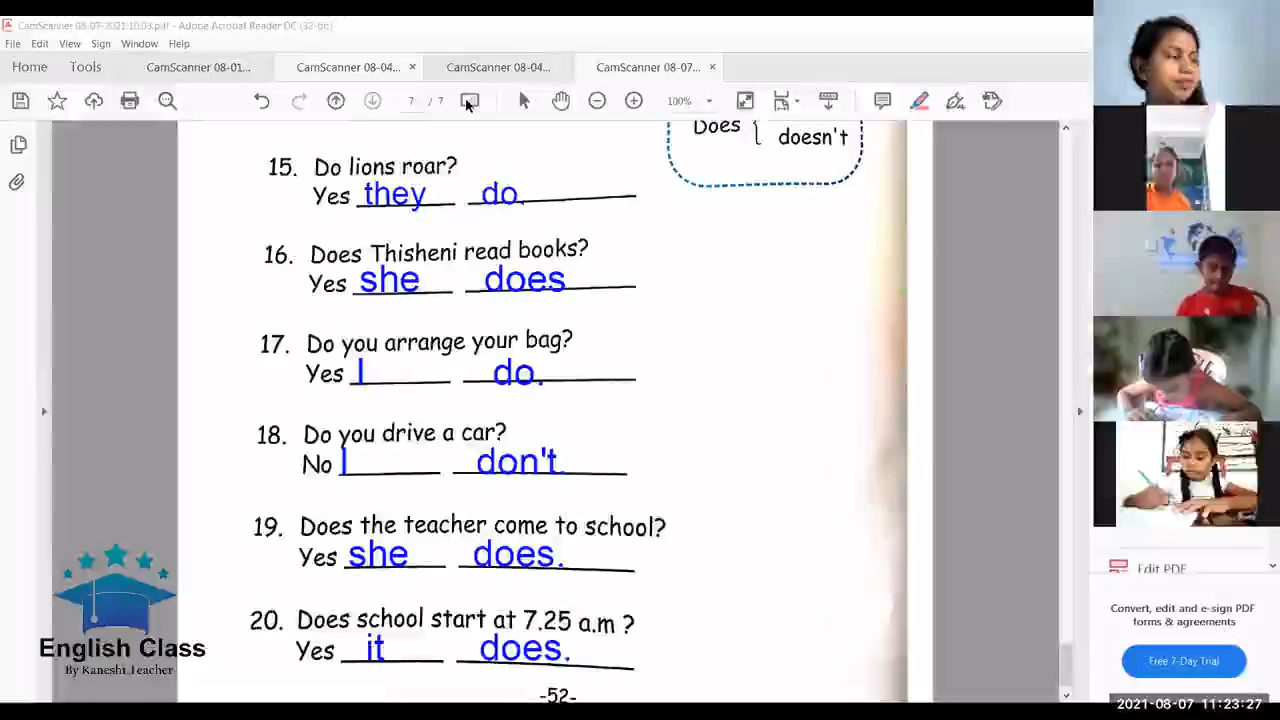 CamScanner 08-07-2021 10.03.pdf - Adobe Acrobat Reader DC (32-bit)
File Edit View Sign Window Help
Home Tools CamScanner 08-01... CamScanner 08-04... × CamScanner 08-04... CamScanner 08-07... ×
7 / 7 100%
Does { doesn't
15. Do lions roar?
Yes they do.
16. Does Thisheni read books?
Yes she does
17. Do you arrange your bag?
Yes I do.
18. Do you drive a car?
No I don't.
19. Does the teacher come to school?
Yes she does.
20. Does school start at 7.25 a.m ?
Yes it does.
-52-
English Class
By Kaneshi Teacher
Edit PDF
Convert, edit and e-sign PDF
forms & agreements
Free 7-Day Trial
2021-08-07 11:23:27